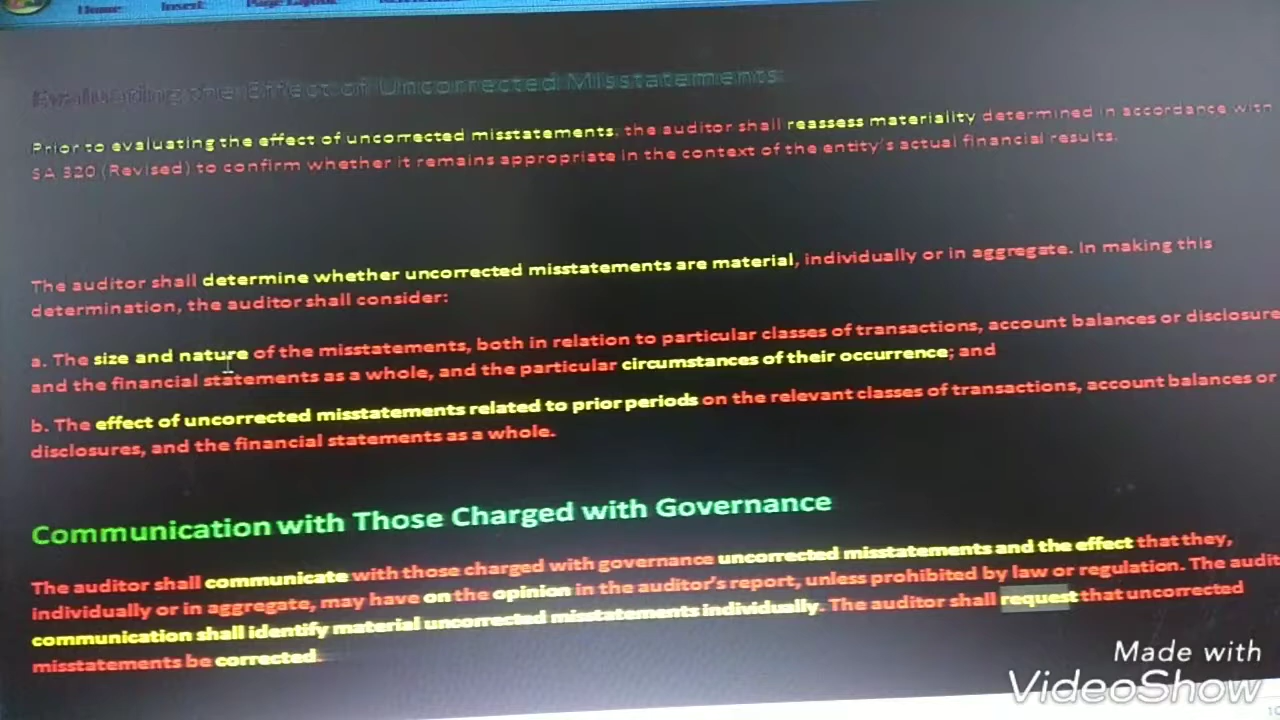 Home Insert Page Layout
Evaluating the Effect of Uncorrected Misstatements
Prior to evaluating the effect of uncorrected misstatements, the auditor shall reassess materiality determined in accordance with
SA 320 (Revised) to confirm whether it remains appropriate in the context of the entity's actual financial results.
The auditor shall determine whether uncorrected misstatements are material, individually or in aggregate. In making this
determination, the auditor shall consider:
a. The size and nature of the misstatements, both in relation to particular classes of transactions, account balances or disclosure
and the financial statements as a whole, and the particular circumstances of their occurrence; and
b. The effect of uncorrected misstatements related to prior periods on the relevant classes of transactions, account balances or
disclosures, and the financial statements as a whole.
Communication with Those Charged with Governance
The auditor shall communicate with those charged with governance uncorrected misstatements and the effect that they,
individually or in aggregate, may have on the opinion in the auditor's report, unless prohibited by law or regulation. The audit
communication shall identify material uncorrected misstatements individually. The auditor shall request that uncorrected
misstatements be corrected.
Made with
VideoShow